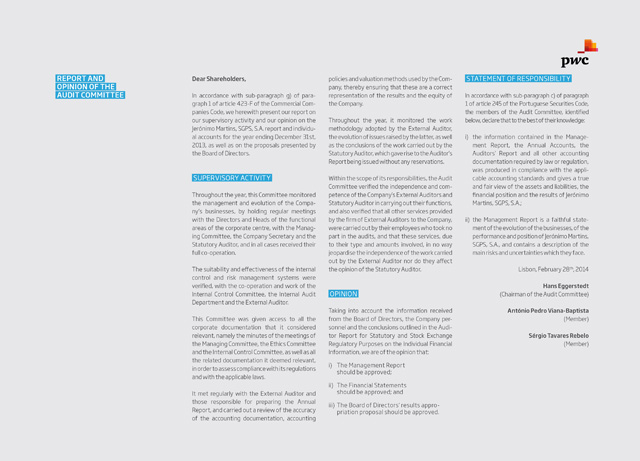 pwc
REPORT AND
OPINION OF THE
AUDIT COMMITTEE
Dear Shareholders,
In accordance with sub-paragraph g) of para-
graph 1 of article 423-F of the Commercial Com-
panies Code, we herewith present our report on
our supervisory activity and our opinion on the
Jerónimo Martins, SGPS, S.A. report and individu-
al accounts for the year ending December 31st,
2013, as well as on the proposals presented by
the Board of Directors.
SUPERVISORY ACTIVITY
Throughout the year, this Committee monitored
the management and evolution of the Compa-
ny's businesses, by holding regular meetings
with the Directors and Heads of the functional
areas of the corporate centre, with the Manag-
ing Committee, the Company Secretary and the
Statutory Auditor, and in all cases received their
full co-operation.
The suitability and effectiveness of the internal
control and risk management systems were
verified, with the co-operation and work of the
Internal Control Committee, the Internal Audit
Department and the External Auditor.
This Committee was given access to all the
corporate documentation that it considered
relevant, namely the minutes of the meetings of
the Managing Committee, the Ethics Committee
and the Internal Control Committee, as well as all
the related documentation it deemed relevant,
in order to assess compliance with its regulations
and with the applicable laws.
It met regularly with the External Auditor and
those responsible for preparing the Annual
Report, and carried out a review of the accuracy
of the accounting documentation, accounting
policies and valuation methods used by the Com-
pany, thereby ensuring that these are a correct
representation of the results and the equity of
the Company.
Throughout the year, it monitored the work
methodology adopted by the External Auditor,
the evolution of issues raised by the latter, as well
as the conclusions of the work carried out by the
Statutory Auditor, which gave rise to the Auditor's
Report being issued without any reservations.
Within the scope of its responsibilities, the Audit
Committee verified the independence and com-
petence of the Company's External Auditors and
Statutory Auditor in carrying out their functions,
and also verified that all other services provided
by the firm of External Auditors to the Company,
were carried out by their employees who took no
part in the audits, and that these services, due
to their type and amounts involved, in no way
jeopardise the independence of the work carried
out by the External Auditor nor do they affect
the opinion of the Statutory Auditor.
OPINION
Taking into account the information received
from the Board of Directors, the Company per-
sonnel and the conclusions outlined in the Audi-
tor Report for Statutory and Stock Exchange
Regulatory Purposes on the Individual Financial
Information, we are of the opinion that:
i) The Management Report
should be approved;
ii) The Financial Statements
should be approved; and
iii) The Board of Directors' results appro-
priation proposal should be approved.
STATEMENT OF RESPONSIBILITY
In accordance with sub-paragraph c) of paragraph
1 of article 245 of the Portuguese Securities Code,
the members of the Audit Committee, identified
below, declare that to the best of their knowledge:
i) the information contained in the Manage-
ment Report, the Annual Accounts, the
Auditors' Report and all other accounting
documentation required by law or regulation,
was produced in compliance with the appli-
cable accounting standards and gives a true
and fair view of the assets and liabilities, the
financial position and the results of Jerónimo
Martins, SGPS, S.A.;
ii) the Management Report is a faithful state-
ment of the evolution of the businesses, of the
performance and position of Jerónimo Martins,
SGPS, S.A., and contains a description of the
main risks and uncertainties which they face.
Lisbon, February 28th, 2014
Hans Eggerstedt
(Chairman of the Audit Committee)
António Pedro Viana-Baptista
(Member)
Sérgio Tavares Rebelo
(Member)